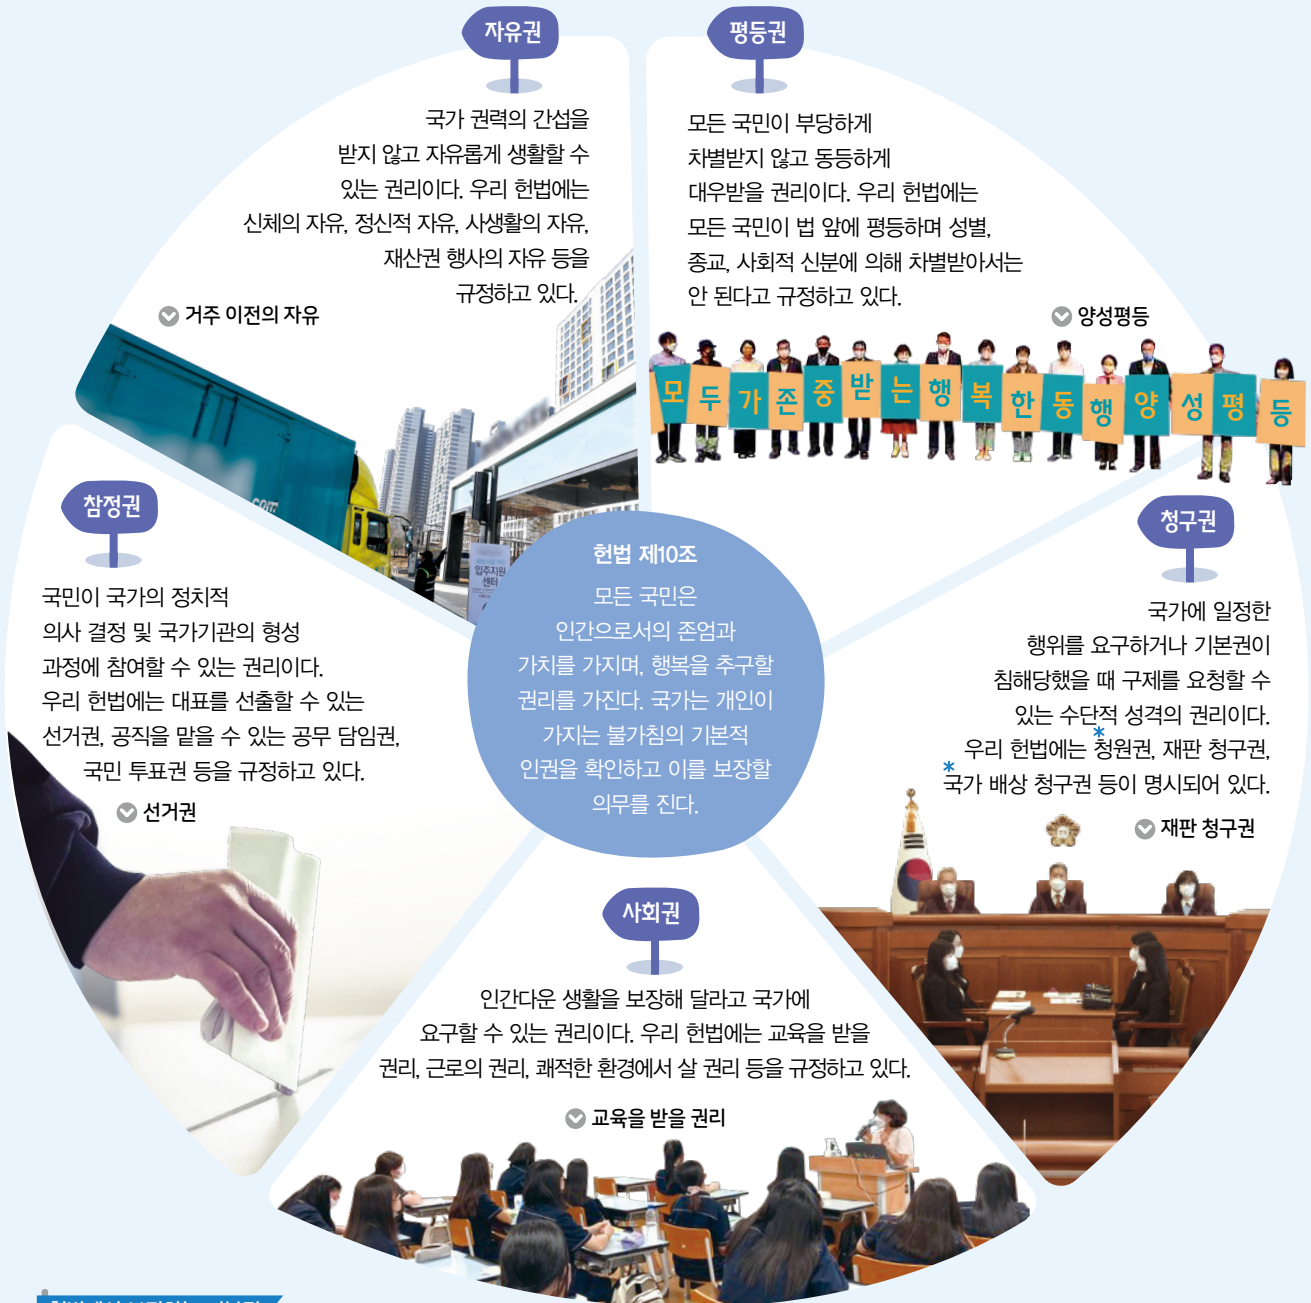 자유권
국가 권력의 간섭을
받지 않고 자유롭게 생활할 수
있는 권리이다. 우리 헌법에는
신체의 자유, 정신적 자유, 사생활의 자유,
재산권 행사의 자유 등을
규정하고 있다.
거주 이전의 자유
입주지원
센터
평등권
모든 국민이 부당하게
차별받지 않고 동등하게
대우받을 권리이다. 우리 헌법에는
모든 국민이 법 앞에 평등하며 성별,
종교, 사회적 신분에 의해 차별받아서는
안 된다고 규정하고 있다.
양성평등
모두가존중받는행복한동행양성평등
참정권
국민이 국가의 정치적
의사 결정 및 국가기관의 형성
과정에 참여할 수 있는 권리이다.
우리 헌법에는 대표를 선출할 수 있는
선거권, 공직을 맡을 수 있는 공무 담임권,
국민 투표권 등을 규정하고 있다.
선거권
헌법 제10조
모든 국민은
인간으로서의 존엄과
가치를 가지며, 행복을 추구할
권리를 가진다. 국가는 개인이
가지는 불가침의 기본적
인권을 확인하고 이를 보장할
의무를 진다.
청구권
국가에 일정한
행위를 요구하거나 기본권이
침해당했을 때 구제를 요청할 수
있는 수단적 성격의 권리이다.
우리 헌법에는 *청원권, 재판 청구권,
*국가 배상 청구권 등이 명시되어 있다.
재판 청구권
사회권
인간다운 생활을 보장해 달라고 국가에
요구할 수 있는 권리이다. 우리 헌법에는 교육을 받을
권리, 근로의 권리, 쾌적한 환경에서 살 권리 등을 규정하고 있다.
교육을 받을 권리